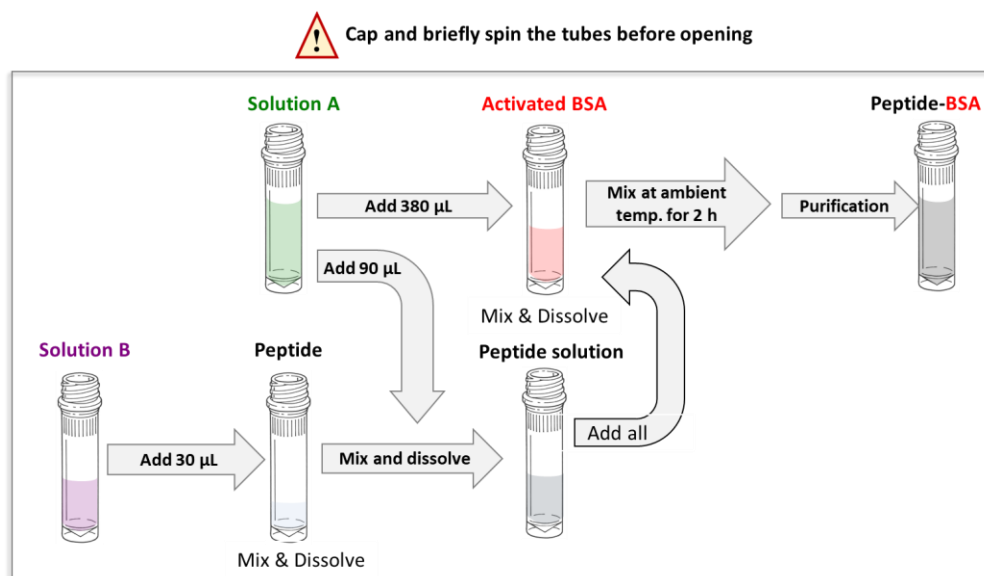 !
Cap and briefly spin the tubes before opening
Solution A
Activated BSA
Peptide-BSA
Add 380 µL
Mix at ambient
temp. for 2 h
Purification
Add 90 µL
Mix & Dissolve
Solution B
Peptide
Peptide solution
Add 30 µL
Mix and dissolve
Add all
Mix & Dissolve